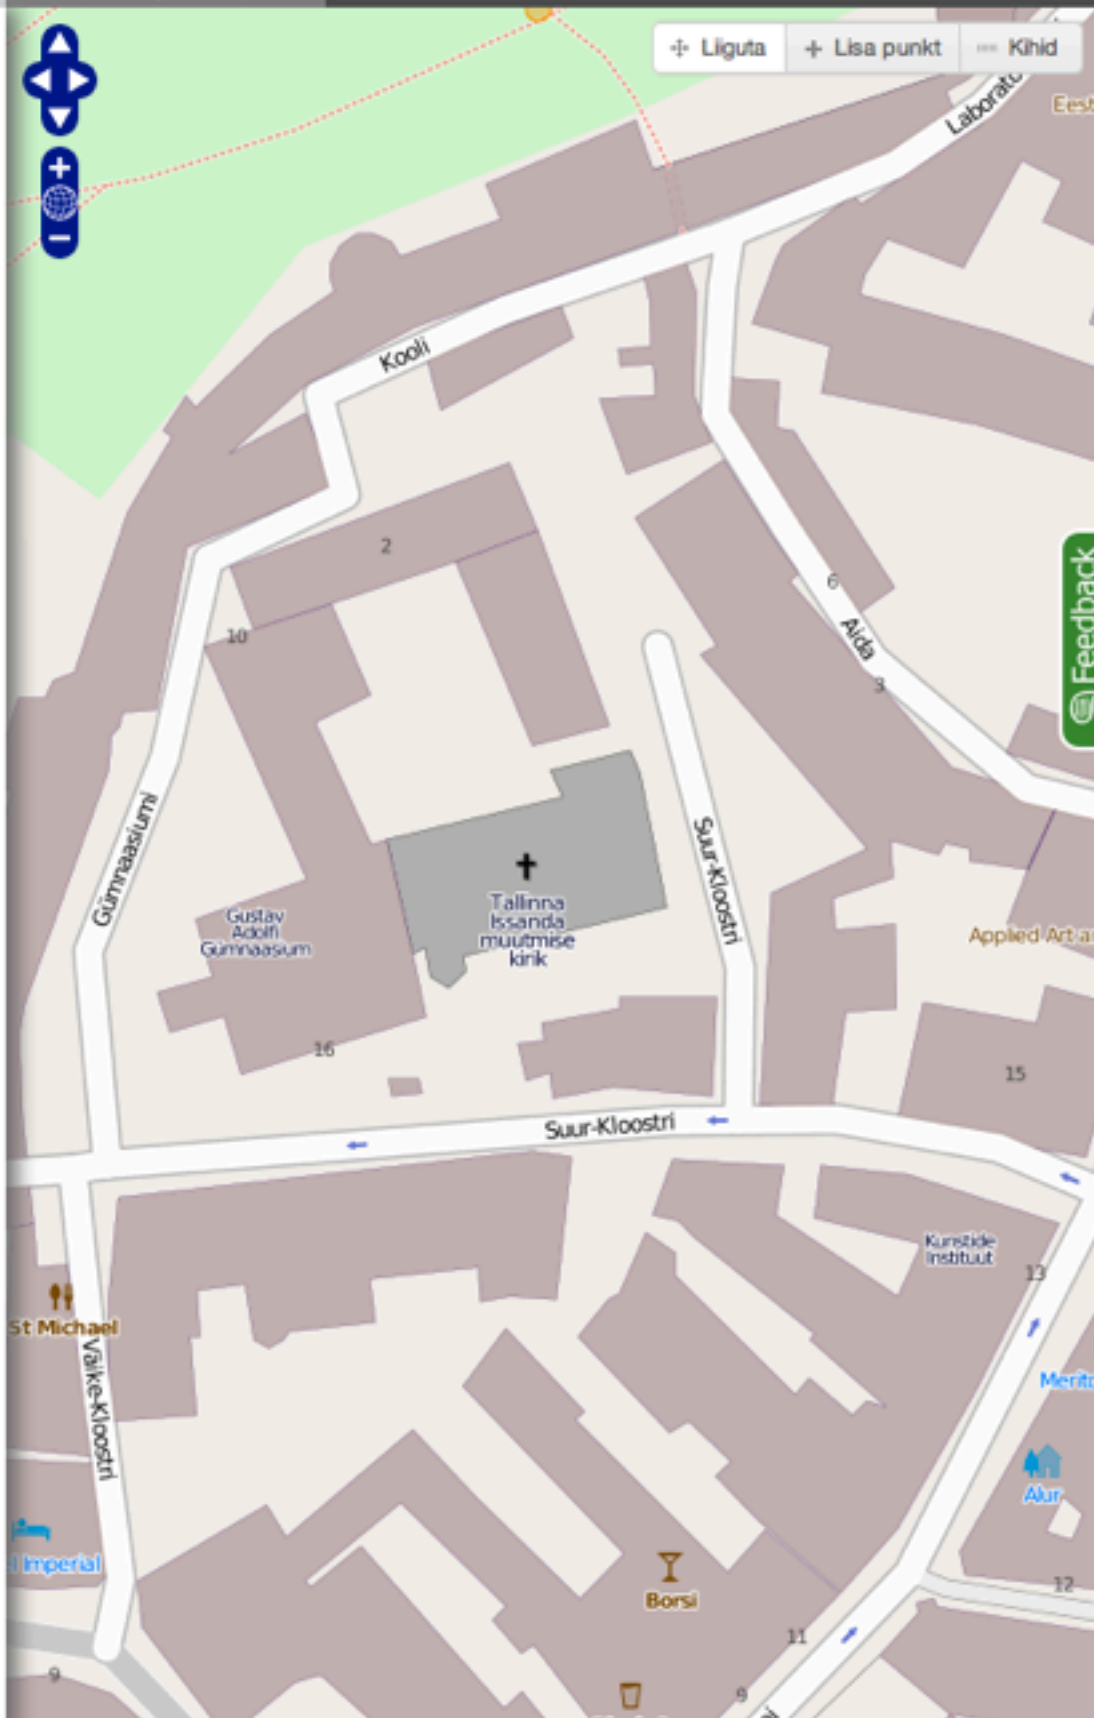 Liiguta
Lisa punkt
Kihid
Kooli
2
10
6
Aida
3
Feedback
Gümnaasiumi
Suur-Kloostri
Tallinna
Issanda
muutmise
kirik
Gustav
Adolfi
Gümnaasium
Applied Art
16
15
Suur-Kloostri
Kunstide
Instituut
13
St Michael
Väike-Kloostri
Alur
Imperial
12
Borsi
11
9
9